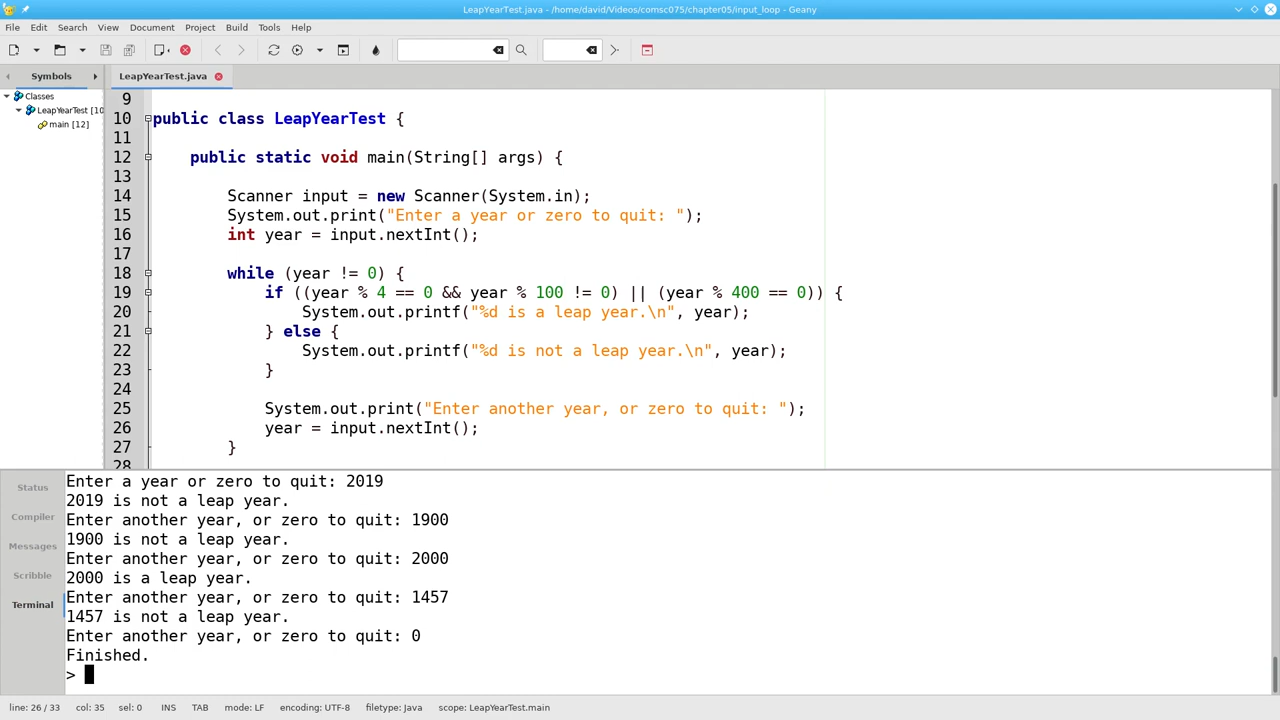 LeapYearTest.java - /home/david/Videos/comsc075/chapter05/input_loop - Geany
File Edit Search View Document Project Build Tools Help
Symbols
LeapYearTest.java
Classes
LeapYearTest [10
main [12]
9
10 public class LeapYearTest {
11
12 public static void main(String[] args) {
13
14 Scanner input = new Scanner(System.in);
15 System.out.print("Enter a year or zero to quit: ");
16 int year = input.nextInt();
17
18 while (year != 0) {
19 if ((year % 4 == 0 && year % 100 != 0) || (year % 400 == 0)) {
20 System.out.printf("%d is a leap year.\n", year);
21 } else {
22 System.out.printf("%d is not a leap year.\n", year);
23 }
24
25 System.out.print("Enter another year, or zero to quit: ");
26 year = input.nextInt();
27 }
28
Status
Compiler
Messages
Scribble
Terminal
Enter a year or zero to quit: 2019
2019 is not a leap year.
Enter another year, or zero to quit: 1900
1900 is not a leap year.
Enter another year, or zero to quit: 2000
2000 is a leap year.
Enter another year, or zero to quit: 1457
1457 is not a leap year.
Enter another year, or zero to quit: 0
Finished.
>
line: 26 / 33 col: 35 sel: 0 INS TAB mode: LF encoding: UTF-8 filetype: Java scope: LeapYearTest.main